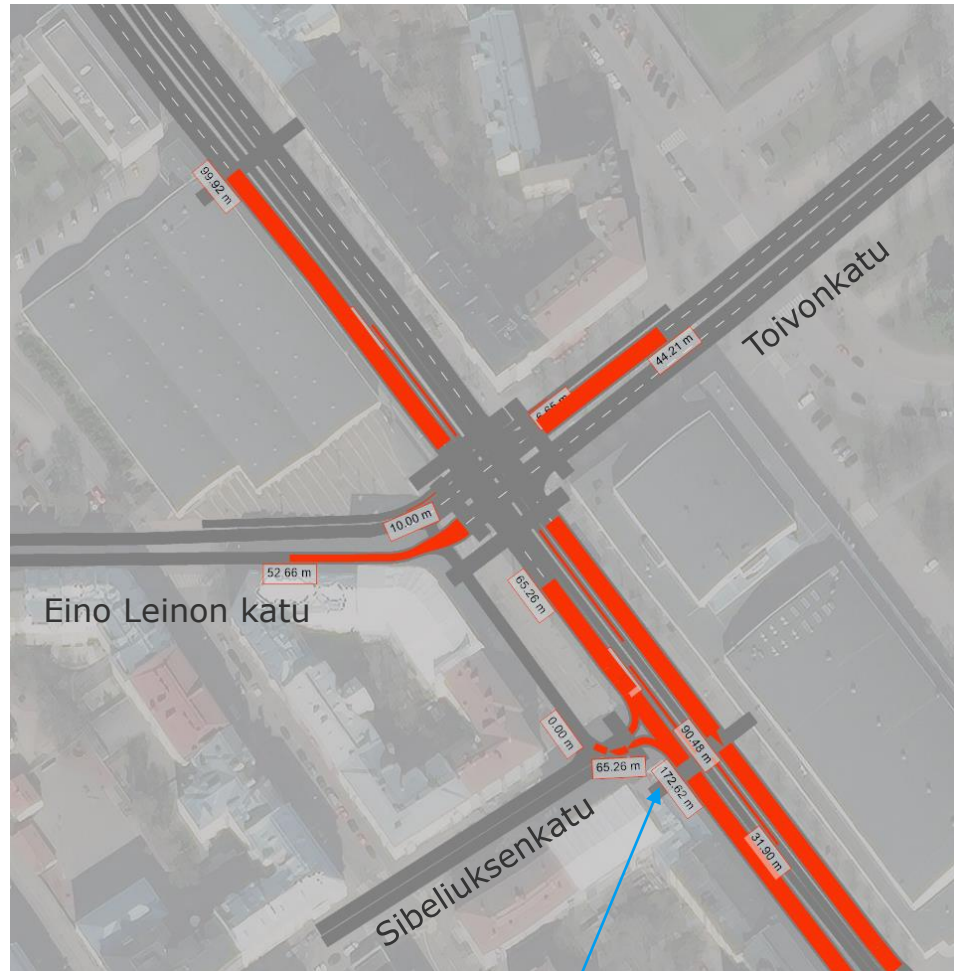 99.92 m
Toivonkatu
44.21 m
6.65 m
10.00 m
52.66 m
Eino Leinon katu
65.26 m
0.00 m
90.48 m
65.26 m
172.62 m
31.90 m
Sibeliuksenkatu